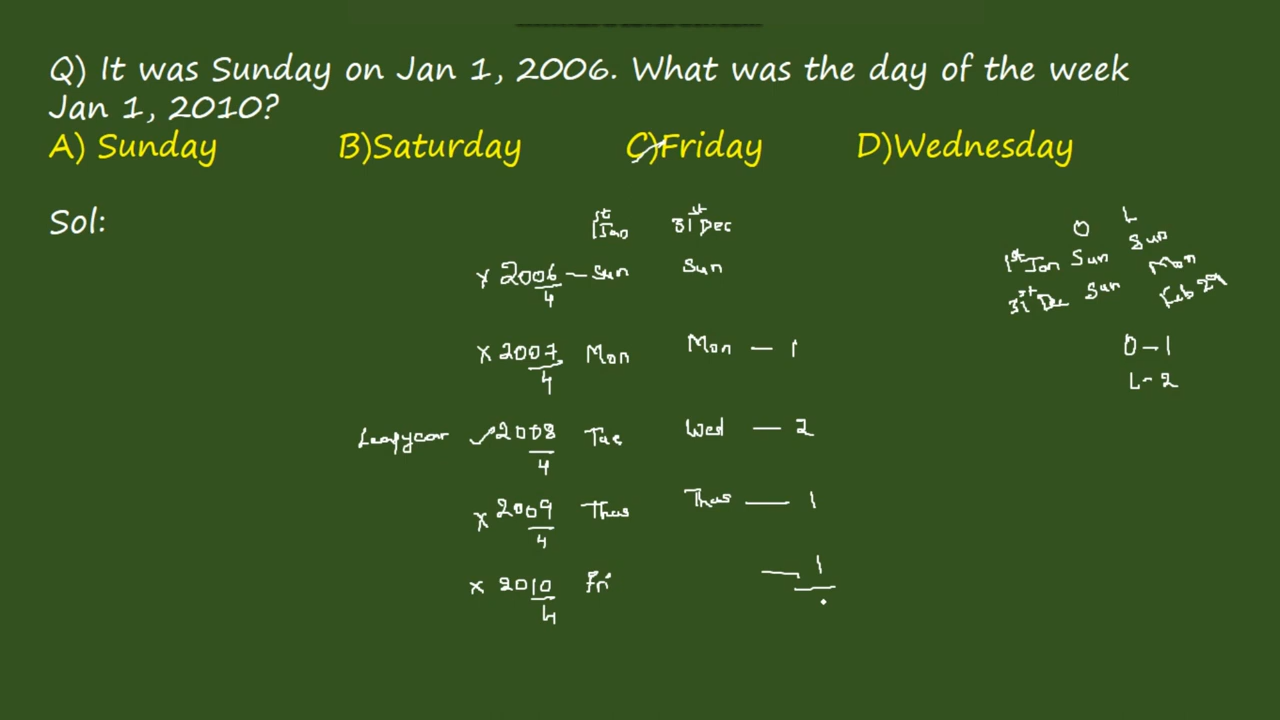 Q) It was Sunday on Jan 1, 2006. What was the day of the week
Jan 1, 2010?
A) Sunday B)Saturday C)Friday D)Wednesday
Sol:
1st Jan 31st Dec
O L
1st Jan Sun Sun
31st Dec Sun Mon
Feb 29
O - 1
L - 2
x 2006/4 — Sun Sun
x 2007/4 Mon Mon — 1
Leapyear ✓ 2008/4 Tue Wed — 2
x 2009/4 Thus Thus — 1
x 2010/4 Fri — 1